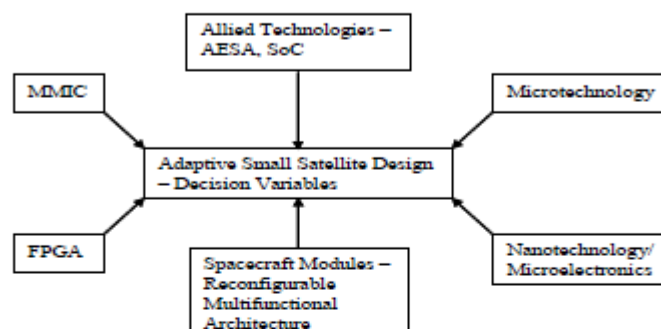 Allied Technologies –
AESA, SoC
MMIC
Microtechnology
Adaptive Small Satellite Design
– Decision Variables
FPGA
Spacecraft Modules –
Reconfigurable
Multifunctional
Architecture
Nanotechnology/
Microelectronics